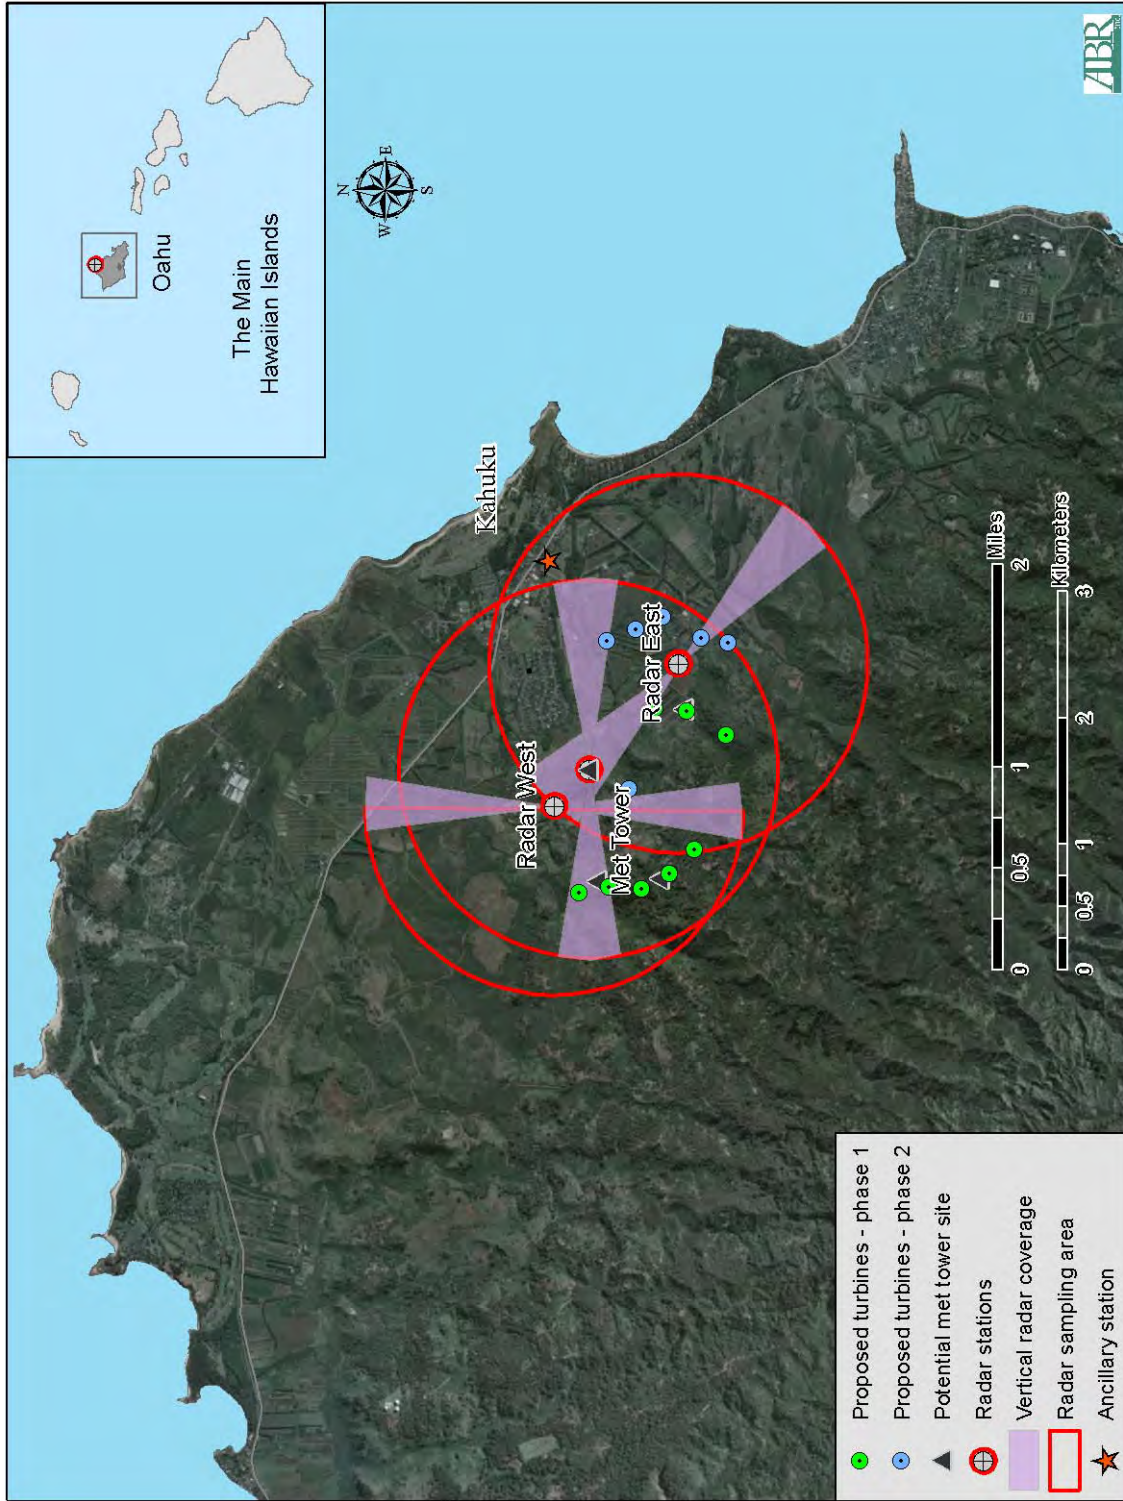 Oahu
The Main
Hawaiian Islands
N
W
E
S
Kahuku
Radar West
Met Tower
Radar East
Miles
0
0.5
1
2
Kilometers
0
0.5
1
2
3
Proposed turbines - phase 1
Proposed turbines - phase 2
Potential met tower site
Radar stations
Vertical radar coverage
Radar sampling area
Ancillary station
ABR